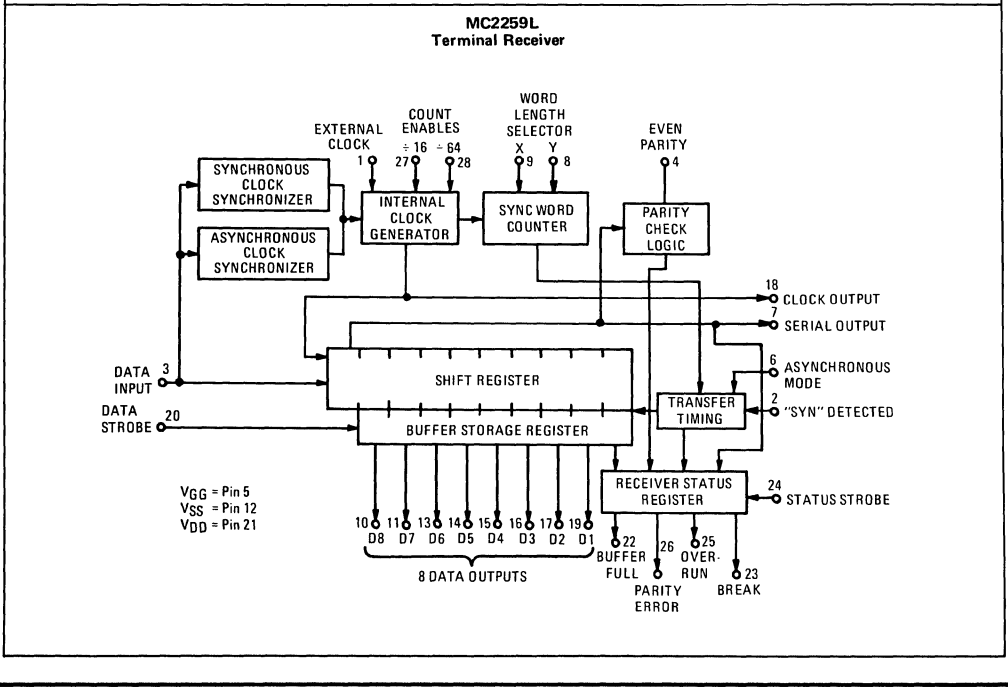 MC2259L
Terminal Receiver
WORD
LENGTH
SELECTOR
X Y
9 8
COUNT
ENABLES
÷ 16 ÷ 64
27 28
EXTERNAL
CLOCK
1
EVEN
PARITY
4
SYNCHRONOUS
CLOCK
SYNCHRONIZER
ASYNCHRONOUS
CLOCK
SYNCHRONIZER
INTERNAL
CLOCK
GENERATOR
SYNC WORD
COUNTER
PARITY
CHECK
LOGIC
18
CLOCK OUTPUT
7
SERIAL OUTPUT
6
ASYNCHRONOUS
MODE
2
"SYN" DETECTED
DATA
INPUT
3
SHIFT REGISTER
TRANSFER
TIMING
DATA
STROBE
20
BUFFER STORAGE REGISTER
RECEIVER STATUS
REGISTER
24
STATUS STROBE
VGG = Pin 5
VSS = Pin 12
VDD = Pin 21
10 11 13 14 15 16 17 19
D8 D7 D6 D5 D4 D3 D2 D1
8 DATA OUTPUTS
22
BUFFER
FULL
26
PARITY
ERROR
25
OVER-
RUN
23
BREAK